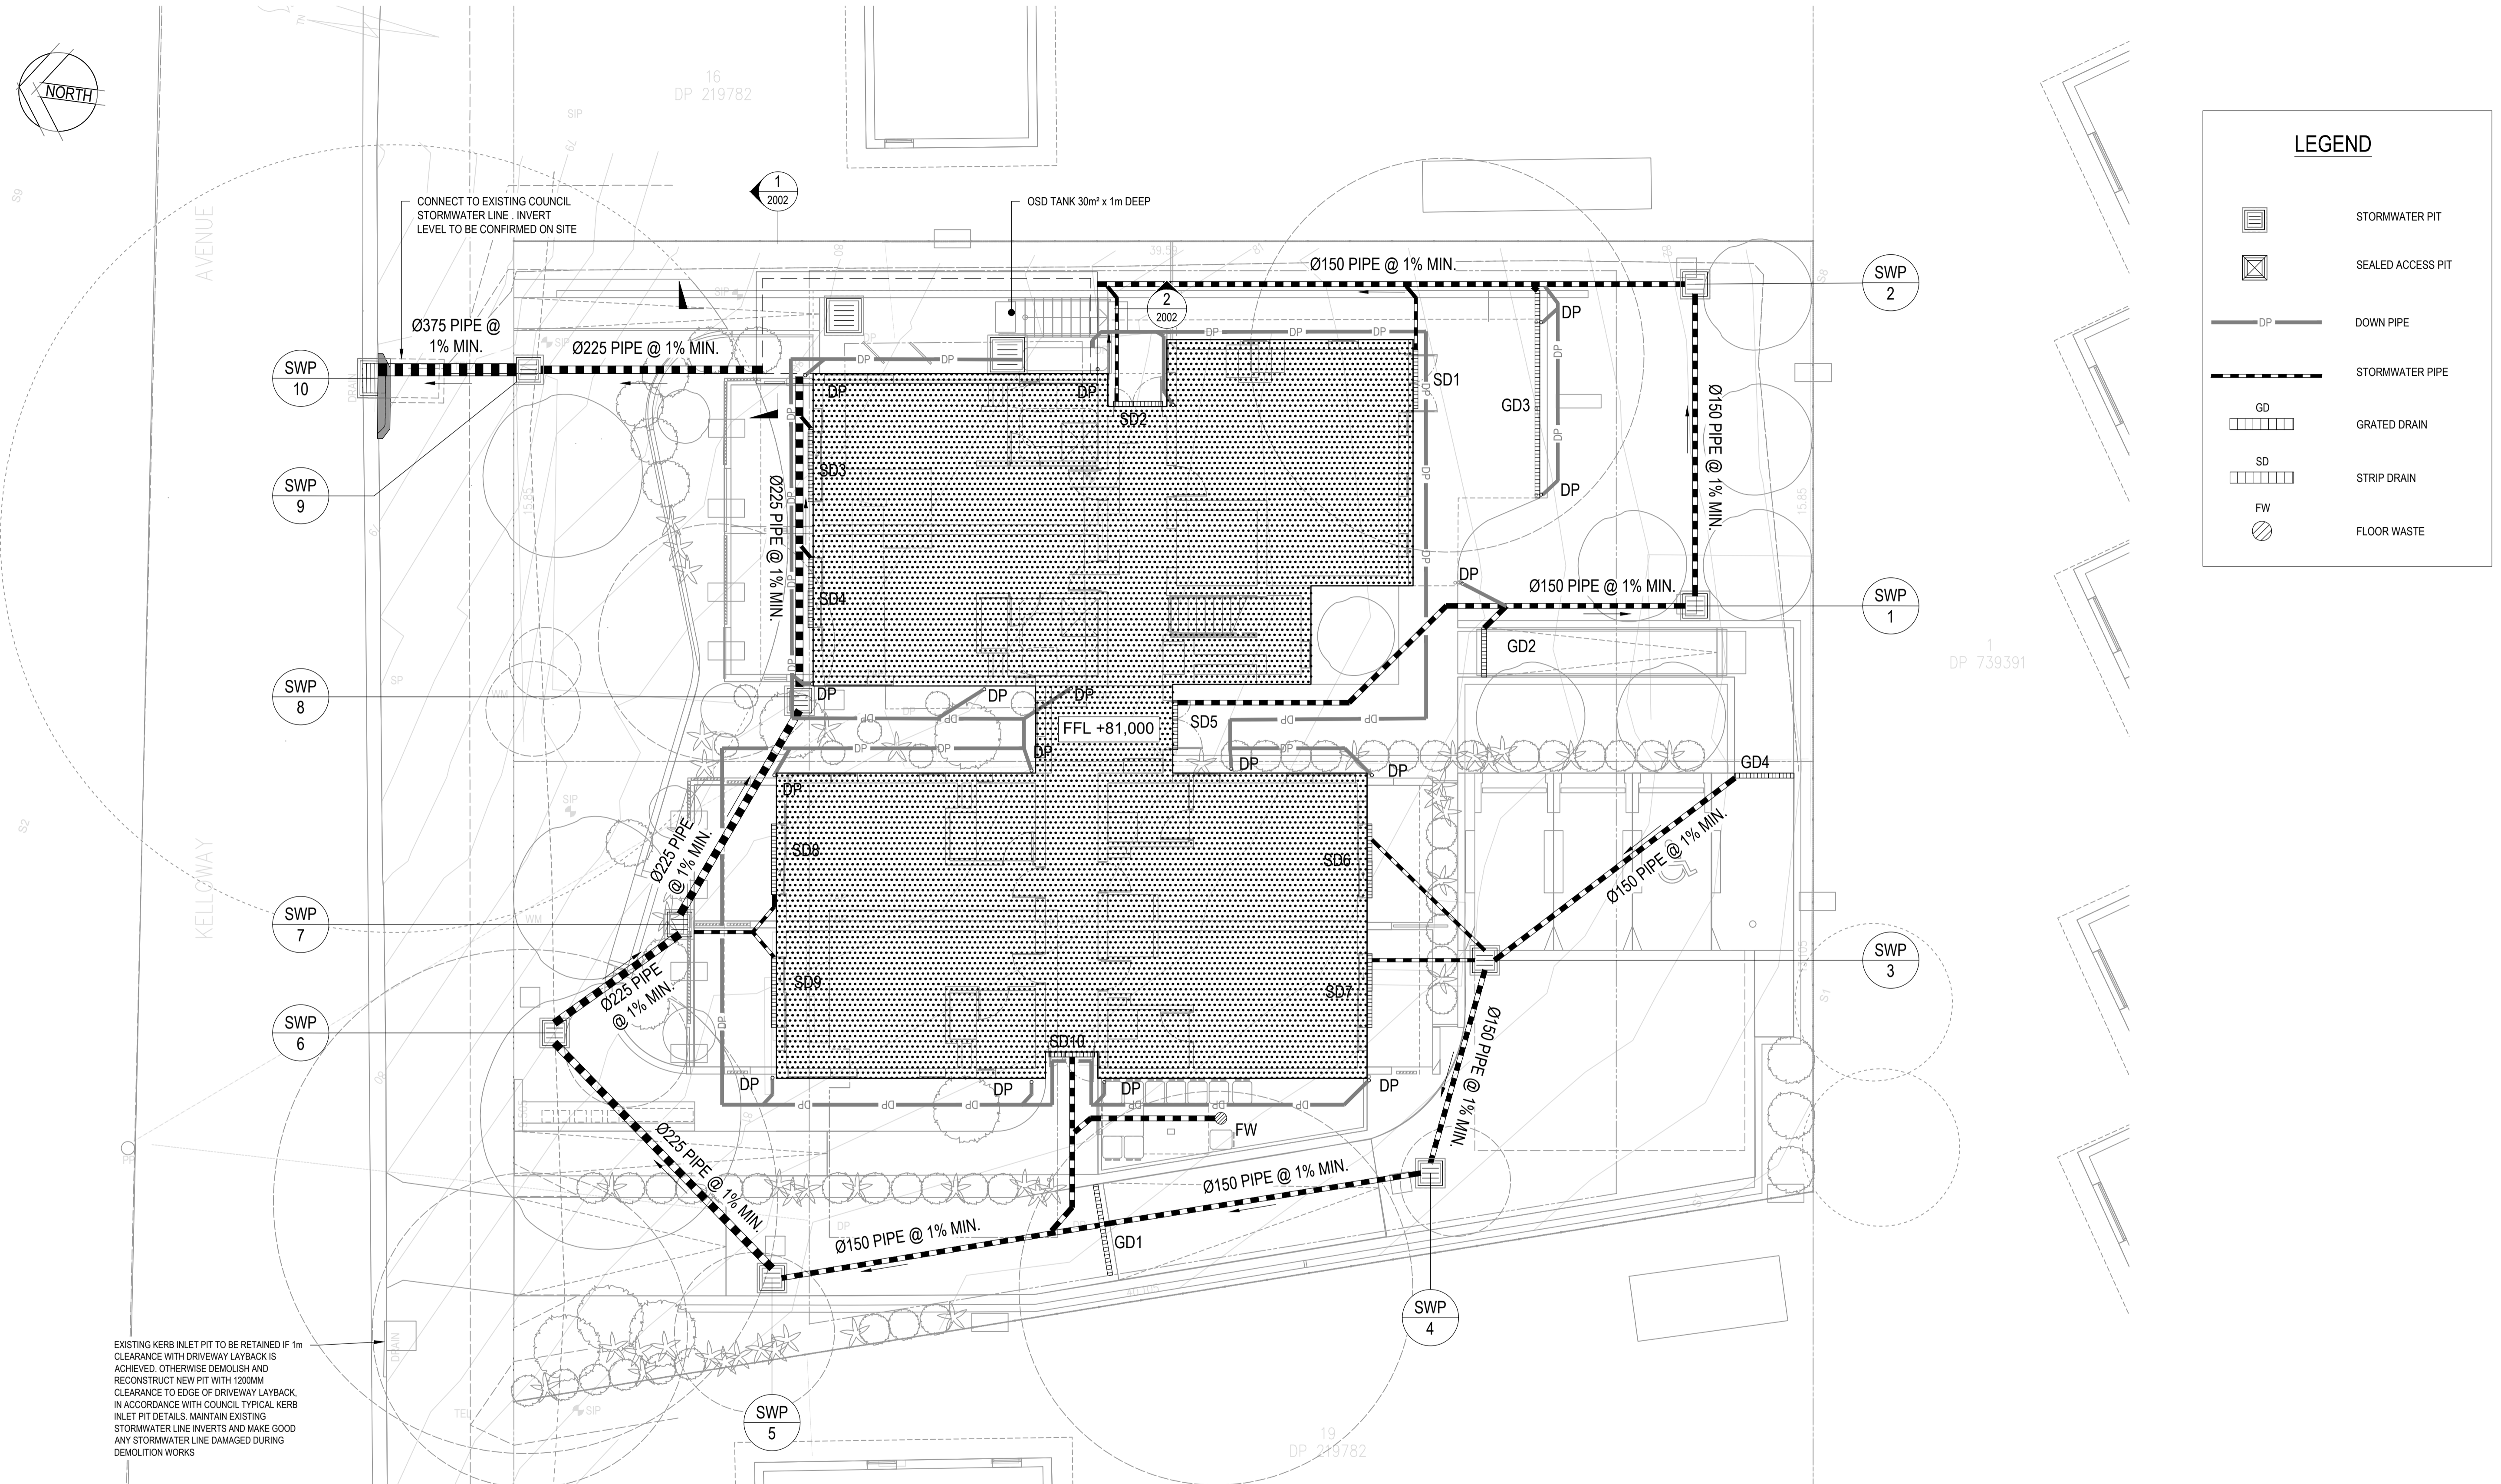 NORTH
AVENUE
KELLOWAY
16
DP 219782
CONNECT TO EXISTING COUNCIL
STORMWATER LINE . INVERT
LEVEL TO BE CONFIRMED ON SITE
1
2002
OSD TANK 30m² x 1m DEEP
Ø150 PIPE @ 1% MIN.
SWP
2
2
2002
Ø375 PIPE @
1% MIN.
Ø225 PIPE @ 1% MIN.
SWP
10
SWP
9
DP
DP
SD2
SD1
GD3
DP
DP
SD3
SD4
Ø225 PIPE @ 1% MIN.
Ø150 PIPE @ 1% MIN.
DP
Ø150 PIPE @ 1% MIN.
SWP
1
GD2
1
DP 739391
SWP
8
DP
DP
DP
FFL +81,000
SD5
DP
DP
DP
GD4
DP
SD8
SD6
Ø225 PIPE
@ 1% MIN.
Ø150 PIPE @ 1% MIN.
SWP
7
SWP
3
SD9
SD7
Ø225 PIPE
@ 1% MIN.
SWP
6
SD10
Ø150 PIPE @ 1% MIN.
DP
DP
DP
DP
FW
Ø225 PIPE @ 1% MIN.
Ø150 PIPE @ 1% MIN.
Ø150 PIPE @ 1% MIN.
GD1
SWP
4
SWP
5
19
DP 219782
EXISTING KERB INLET PIT TO BE RETAINED IF 1m
CLEARANCE WITH DRIVEWAY LAYBACK IS
ACHIEVED. OTHERWISE DEMOLISH AND
RECONSTRUCT NEW PIT WITH 1200MM
CLEARANCE TO EDGE OF DRIVEWAY LAYBACK,
IN ACCORDANCE WITH COUNCIL TYPICAL KERB
INLET PIT DETAILS. MAINTAIN EXISTING
STORMWATER LINE INVERTS AND MAKE GOOD
ANY STORMWATER LINE DAMAGED DURING
DEMOLITION WORKS
LEGEND
STORMWATER PIT
SEALED ACCESS PIT
DP
DOWN PIPE
STORMWATER PIPE
GD
GRATED DRAIN
SD
STRIP DRAIN
FW
FLOOR WASTE